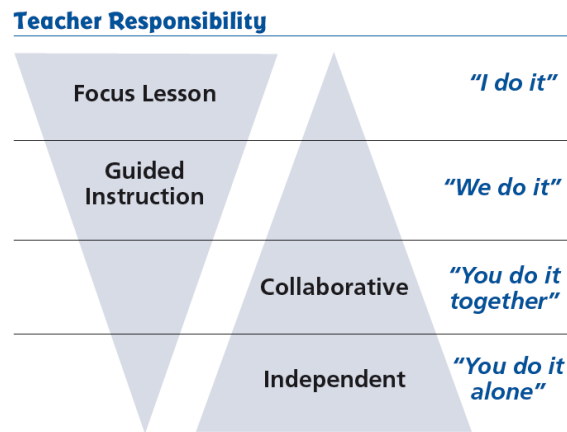 Teacher Responsibility
Focus Lesson
“I do it”
Guided
Instruction
“We do it”
Collaborative
“You do it
together”
Independent
“You do it
alone”